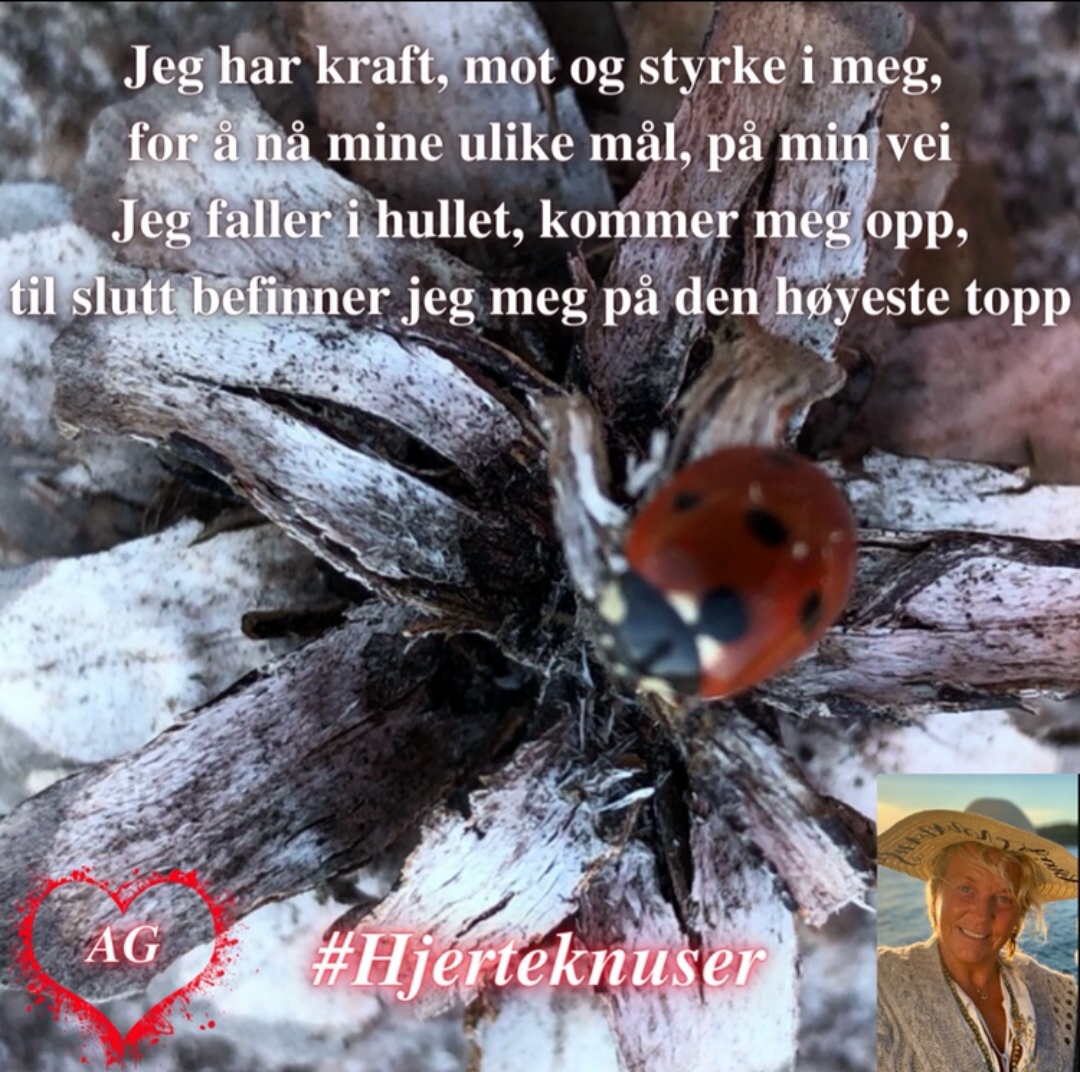 Jeg har kraft, mot og styrke i meg,
for å nå mine ulike mål, på min vei
Jeg faller i hullet, kommer meg opp,
til slutt befinner jeg meg på den høyeste topp
AG
#Hjerteknuser